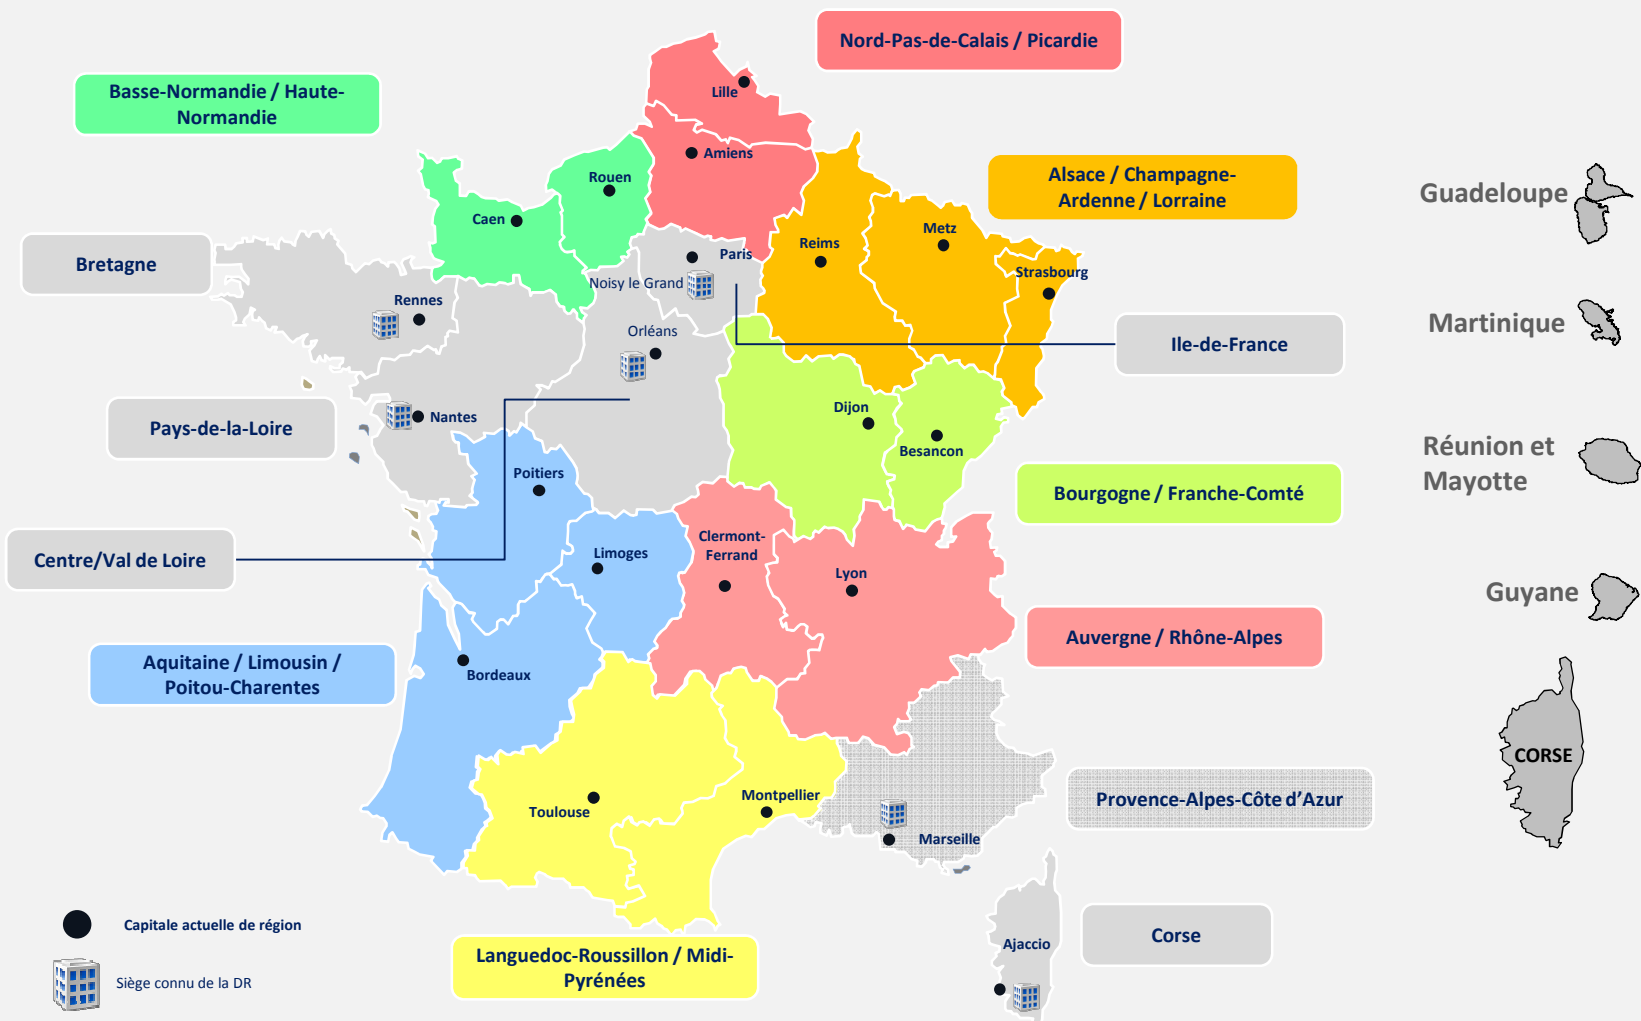 Nord-Pas-de-Calais / Picardie
Basse-Normandie / Haute-
Normandie
Lille
Amiens
Rouen
Caen
Alsace / Champagne-
Ardenne / Lorraine
Guadeloupe
Bretagne
Paris
Reims
Metz
Strasbourg
Noisy le Grand
Rennes
Orléans
Ile-de-France
Martinique
Pays-de-la-Loire
Nantes
Dijon
Besancon
Réunion et
Mayotte
Poitiers
Bourgogne / Franche-Comté
Centre/Val de Loire
Limoges
Clermont-
Ferrand
Lyon
Guyane
Auvergne / Rhône-Alpes
Aquitaine / Limousin /
Poitou-Charentes
Bordeaux
CORSE
Toulouse
Montpellier
Provence-Alpes-Côte d’Azur
Marseille
Capitale actuelle de région
Ajaccio
Corse
Languedoc-Roussillon / Midi-
Pyrénées
Siège connu de la DR